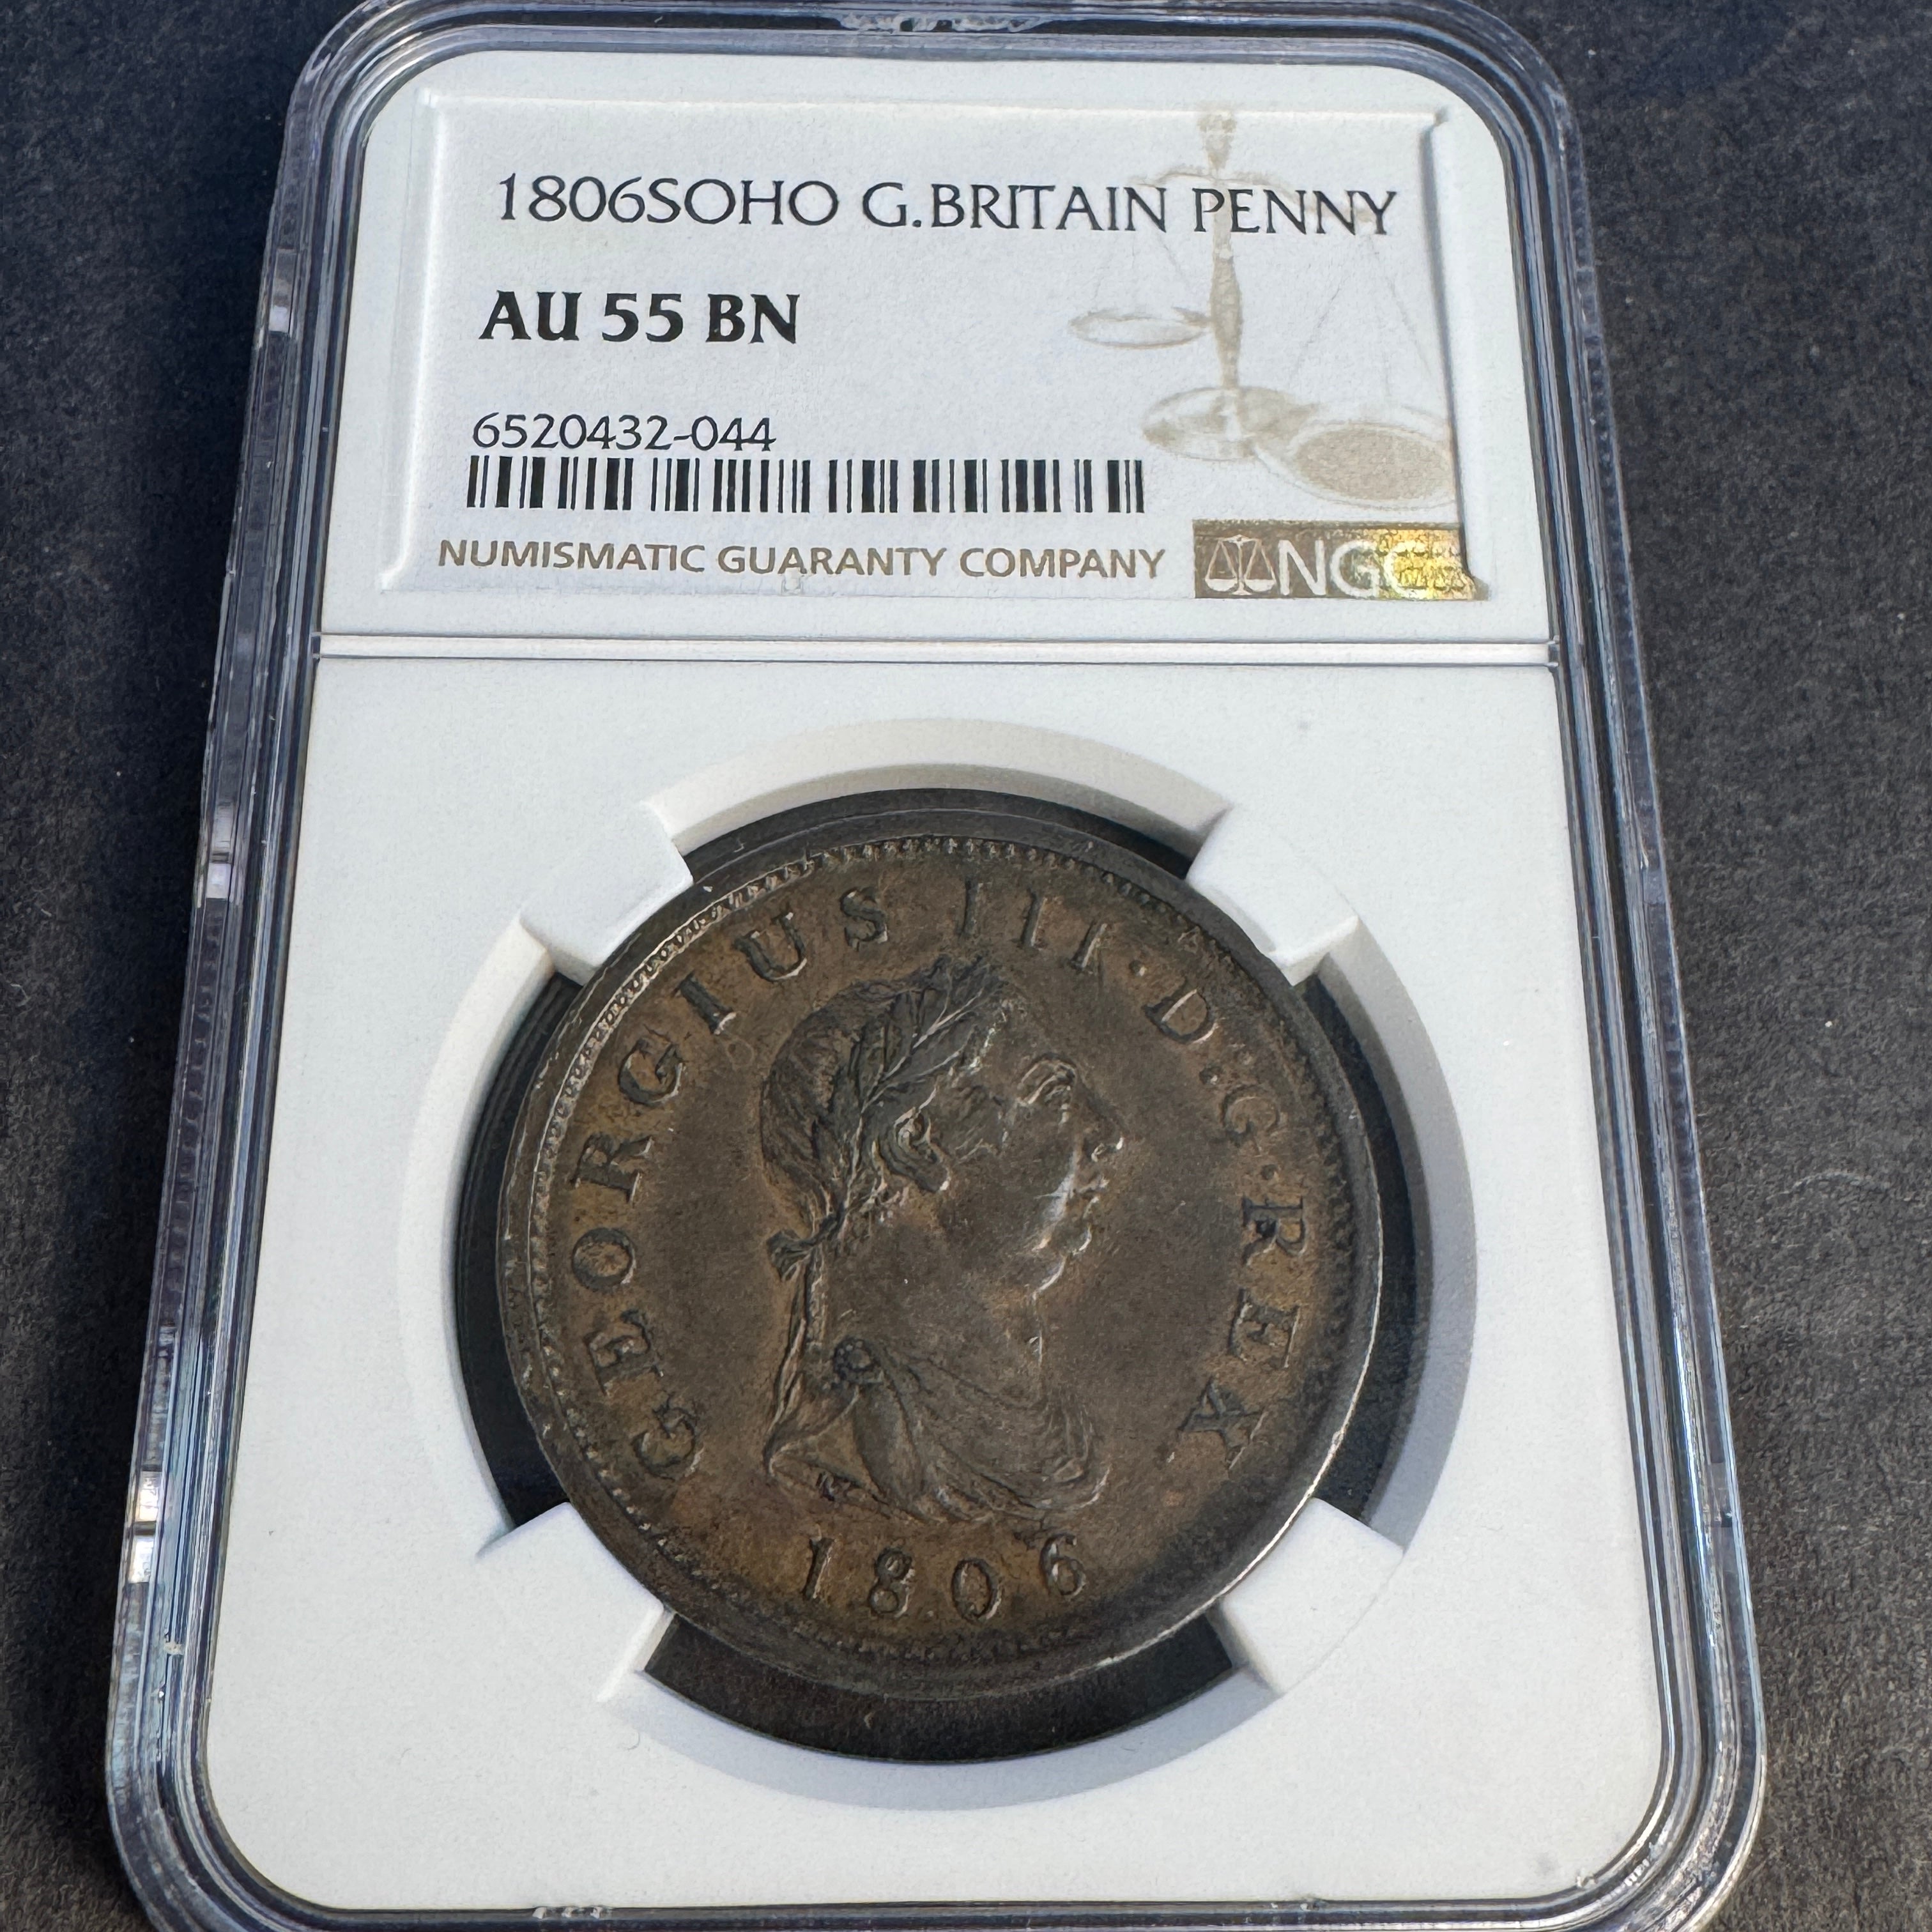 1806SOHO G.BRITAIN PENNY
AU 55 BN
6520432-044
NUMISMATIC GUARANTY COMPANY
NGC
GEORGIUS III·D:G·REX
1806